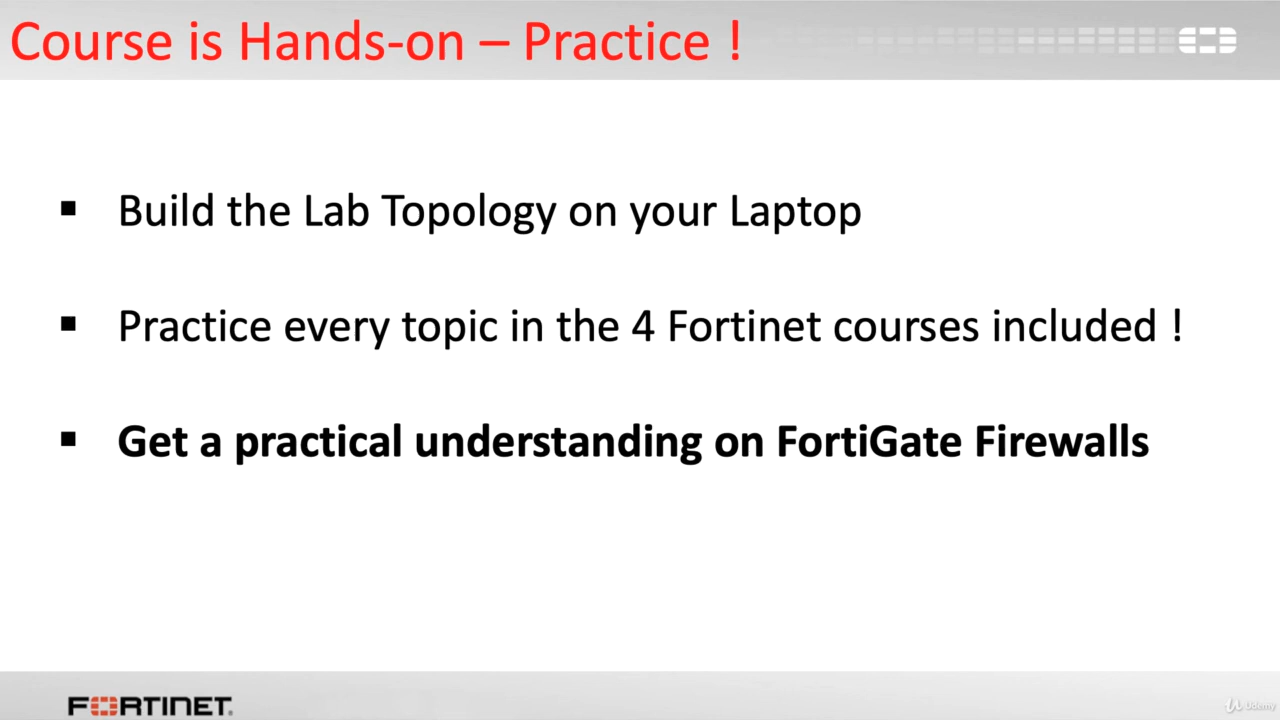 Course is Hands-on – Practice !
▪ Build the Lab Topology on your Laptop
▪ Practice every topic in the 4 Fortinet courses included !
▪ Get a practical understanding on FortiGate Firewalls
FORTINET®
Udemy